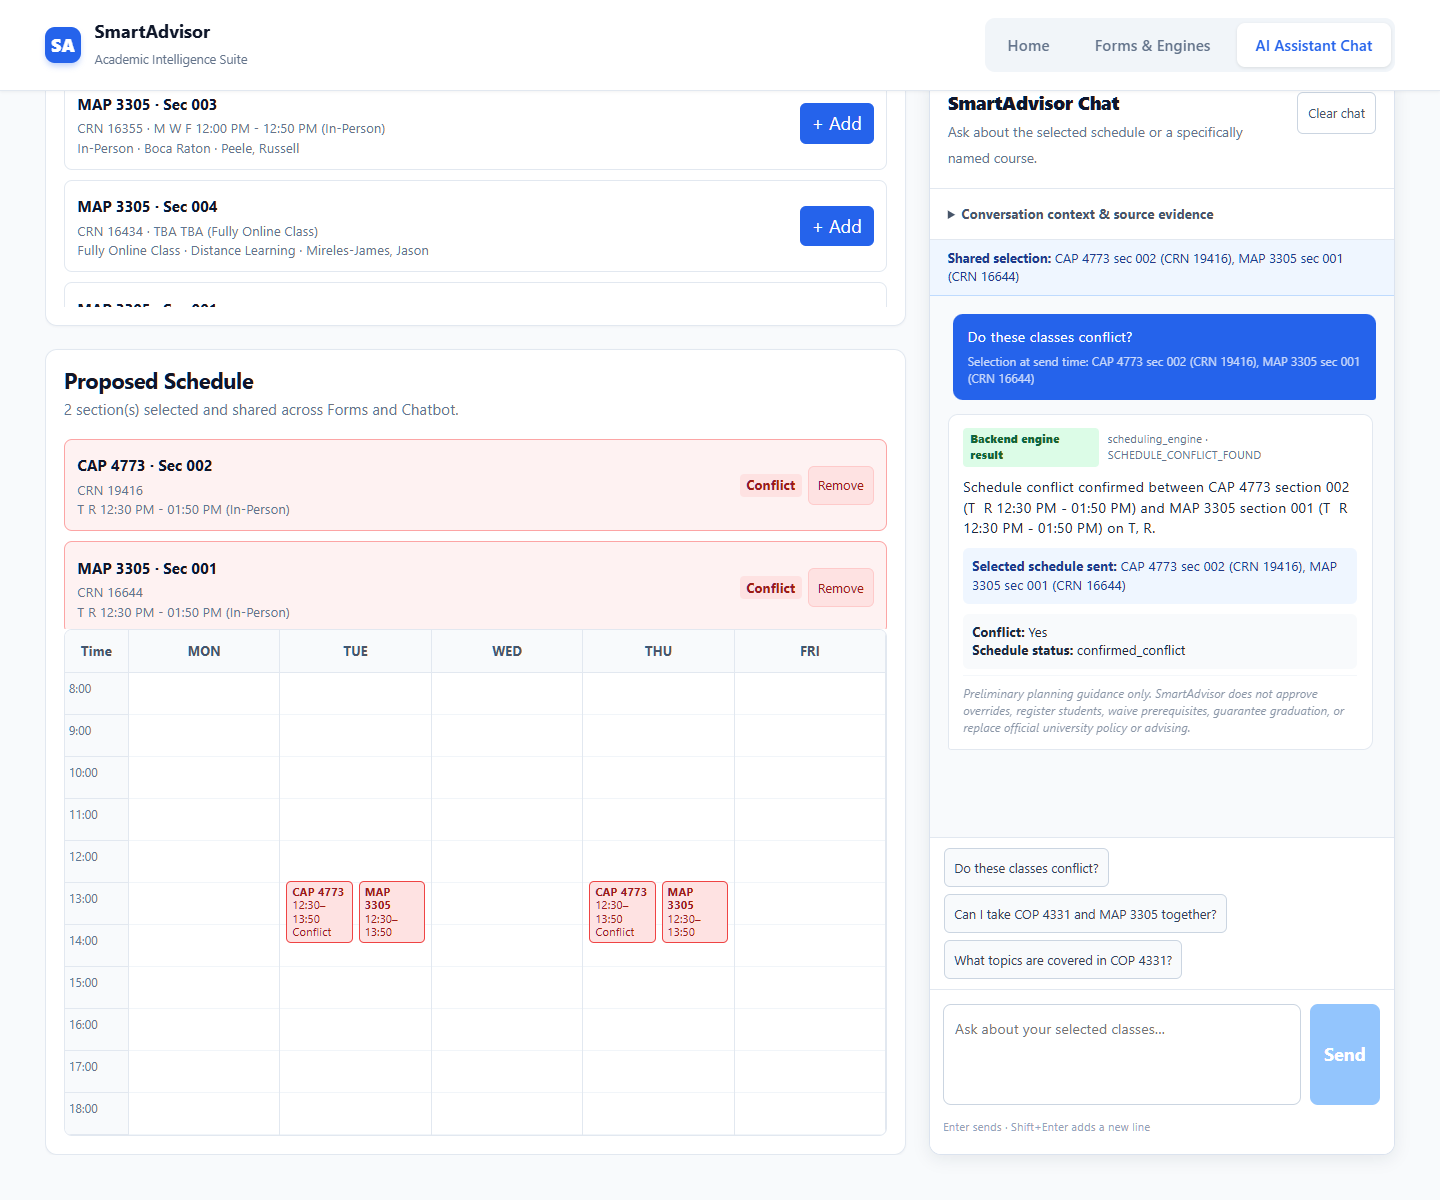 SA
SmartAdvisor
Academic Intelligence Suite
Home
Forms & Engines
AI Assistant Chat
MAP 3305 · Sec 003
CRN 16355 · M W F 12:00 PM - 12:50 PM (In-Person)
In-Person · Boca Raton · Peele, Russell
+ Add
MAP 3305 · Sec 004
CRN 16434 · TBA TBA (Fully Online Class)
Fully Online Class · Distance Learning · Mireles-James, Jason
+ Add
MAP 3305 · Sec 001
Proposed Schedule
2 section(s) selected and shared across Forms and Chatbot.
CAP 4773 · Sec 002
CRN 19416
T R 12:30 PM - 01:50 PM (In-Person)
Conflict
Remove
MAP 3305 · Sec 001
CRN 16644
T R 12:30 PM - 01:50 PM (In-Person)
Conflict
Remove
Time
MON
TUE
WED
THU
FRI
8:00
9:00
10:00
11:00
12:00
13:00
14:00
15:00
16:00
17:00
18:00
CAP 4773
12:30–
13:50
Conflict
MAP
3305
12:30–
13:50
CAP 4773
12:30–
13:50
Conflict
MAP
3305
12:30–
13:50
SmartAdvisor Chat
Ask about the selected schedule or a specifically
named course.
Clear chat
▶ Conversation context & source evidence
Shared selection: CAP 4773 sec 002 (CRN 19416), MAP 3305 sec 001
(CRN 16644)
Do these classes conflict?
Selection at send time: CAP 4773 sec 002 (CRN 19416), MAP 3305 sec 001
(CRN 16644)
Backend engine
result
scheduling_engine ·
SCHEDULE_CONFLICT_FOUND
Schedule conflict confirmed between CAP 4773 section 002
(T  R 12:30 PM - 01:50 PM) and MAP 3305 section 001 (T  R
12:30 PM - 01:50 PM) on T, R.
Selected schedule sent: CAP 4773 sec 002 (CRN 19416), MAP
3305 sec 001 (CRN 16644)
Conflict: Yes
Schedule status: confirmed_conflict
Preliminary planning guidance only. SmartAdvisor does not approve
overrides, register students, waive prerequisites, guarantee graduation, or
replace official university policy or advising.
Do these classes conflict?
Can I take COP 4331 and MAP 3305 together?
What topics are covered in COP 4331?
Ask about your selected classes...
Send
Enter sends · Shift+Enter adds a new line